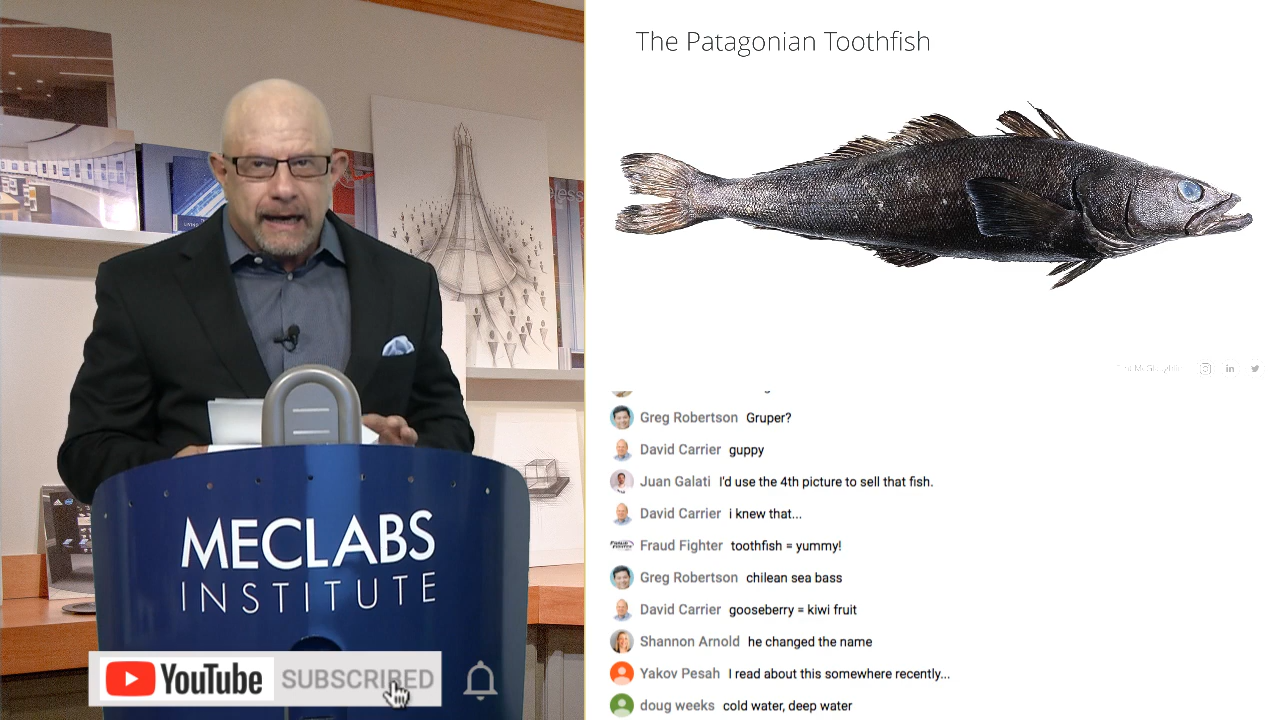 The Patagonian Toothfish
Greg Robertson Gruper?
David Carrier guppy
Juan Galati I'd use the 4th picture to sell that fish.
David Carrier i knew that...
Fraud Fighter toothfish = yummy!
Greg Robertson chilean sea bass
David Carrier gooseberry = kiwi fruit
Shannon Arnold he changed the name
Yakov Pesah I read about this somewhere recently...
doug weeks cold water, deep water
MECLABS
INSTITUTE
YouTube SUBSCRIBED